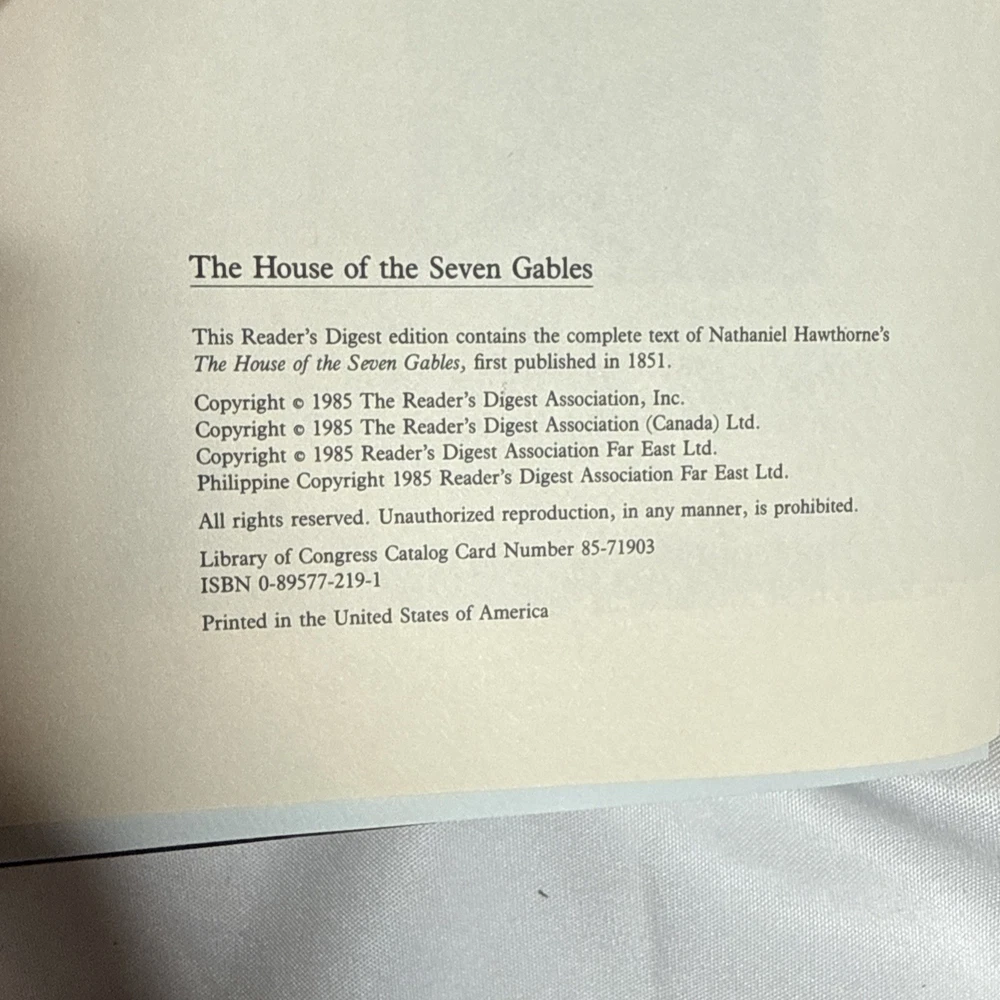 The House of the Seven Gables
This Reader's Digest edition contains the complete text of Nathaniel Hawthorne's
The House of the Seven Gables, first published in 1851.
Copyright © 1985 The Reader's Digest Association, Inc.
Copyright © 1985 The Reader's Digest Association (Canada) Ltd.
Copyright © 1985 Reader's Digest Association Far East Ltd.
Philippine Copyright 1985 Reader's Digest Association Far East Ltd.
All rights reserved. Unauthorized reproduction, in any manner, is prohibited.
Library of Congress Catalog Card Number 85-71903
ISBN 0-89577-219-1
Printed in the United States of America